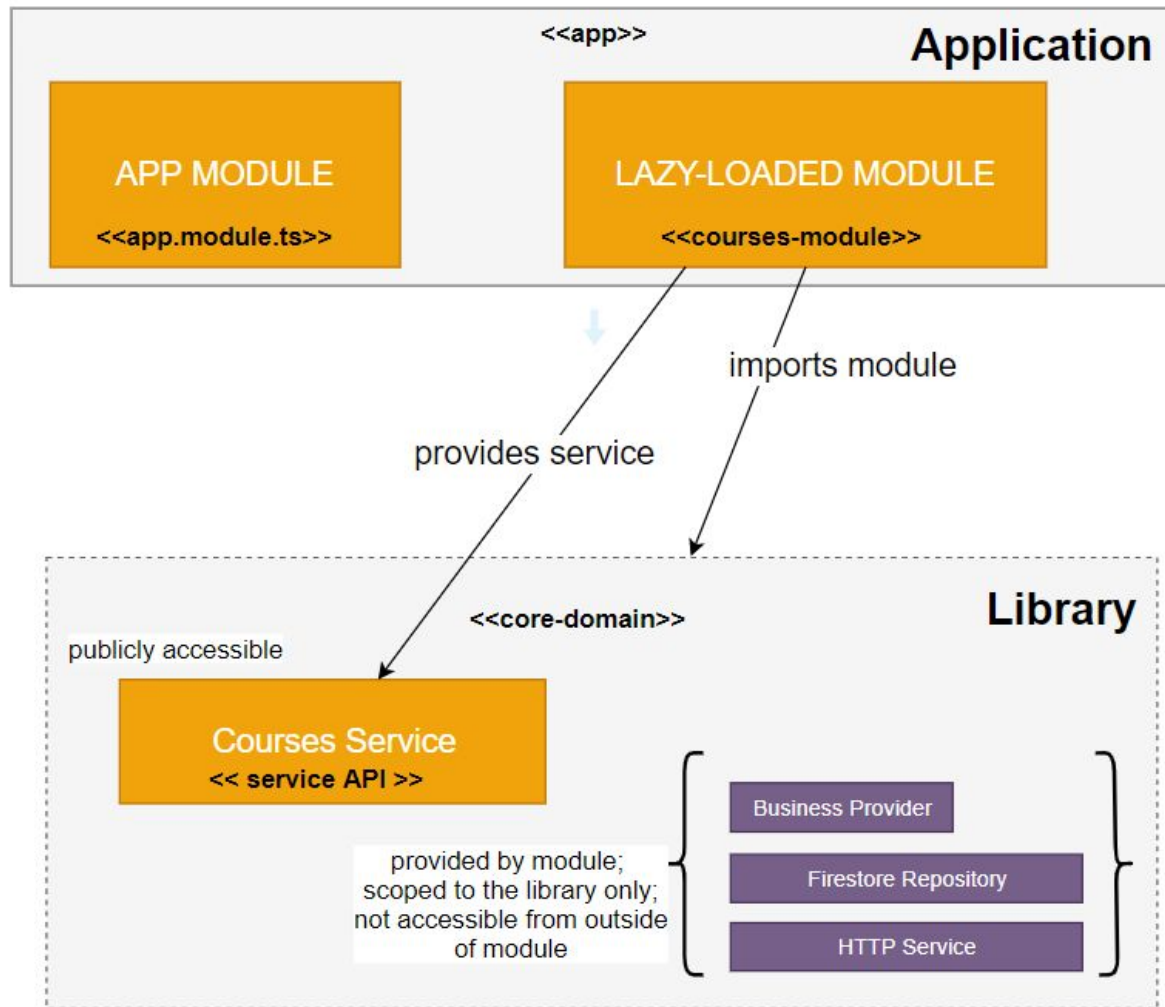 <<app>>
Application
APP MODULE
<<app.module.ts>>
LAZY-LOADED MODULE
<<courses-module>>
imports module
provides service
Library
<<core-domain>>
publicly accessible
Courses Service
<< service API >>
provided by module;
scoped to the library only;
not accessible from outside
of module
Business Provider
Firestore Repository
HTTP Service